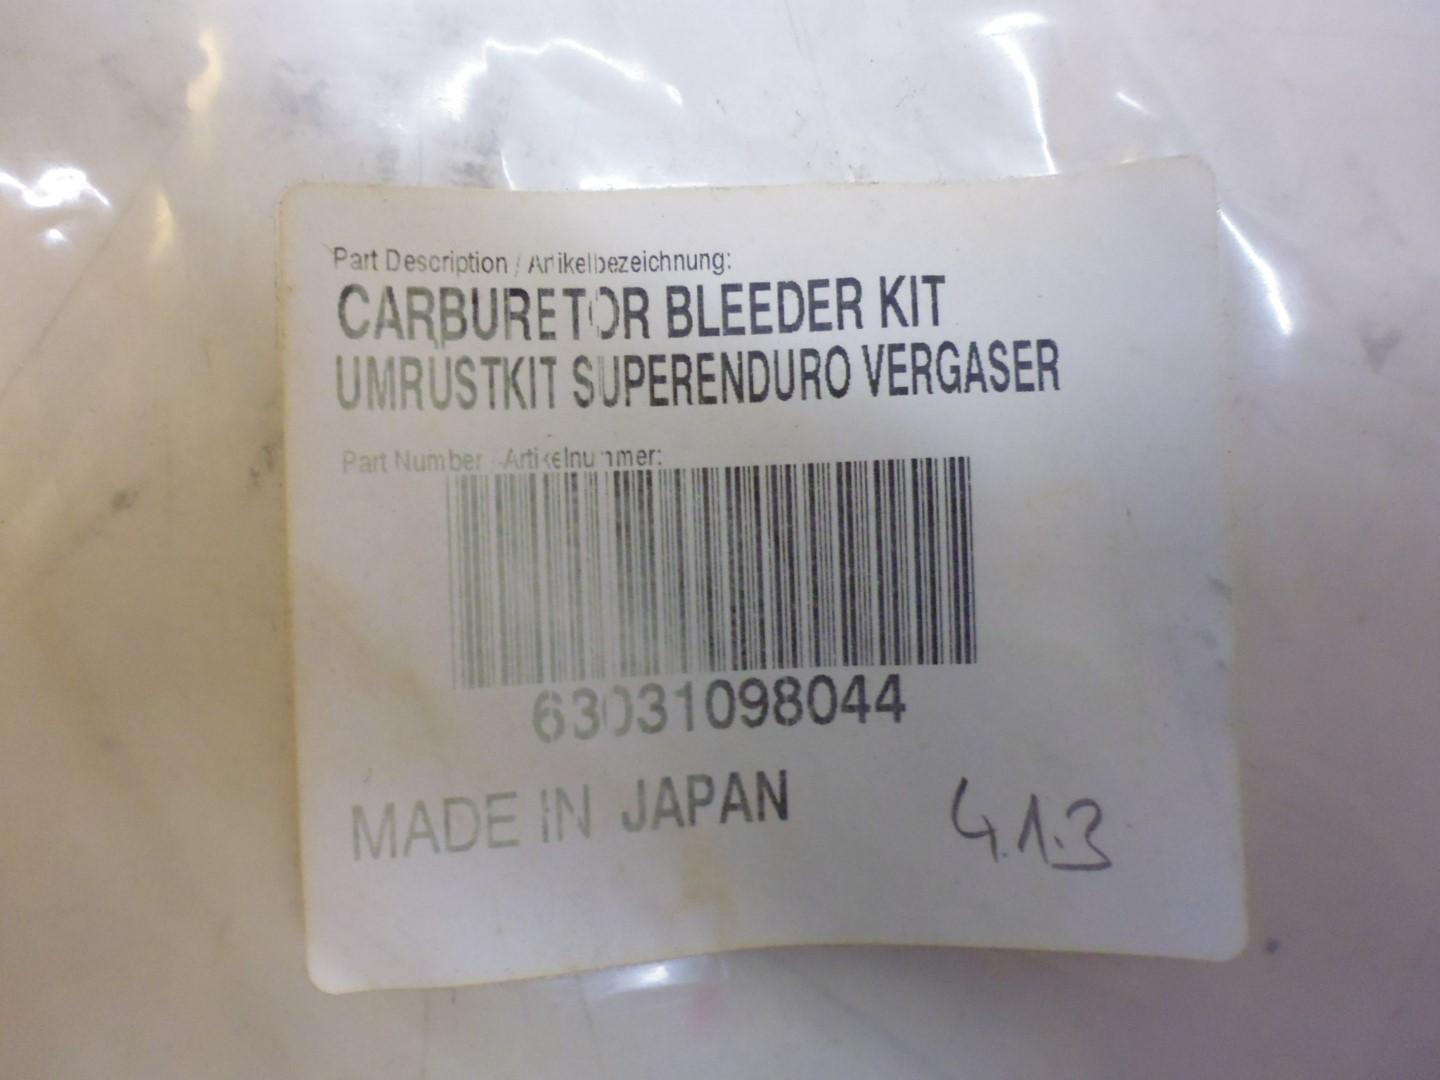 Part Description / Artikelbezeichnung:
CARBURETOR BLEEDER KIT
UMRUSTKIT SUPERENDURO VERGASER
Part Number / Artikelnummer:
63031098044
MADE IN JAPAN
4.1.3